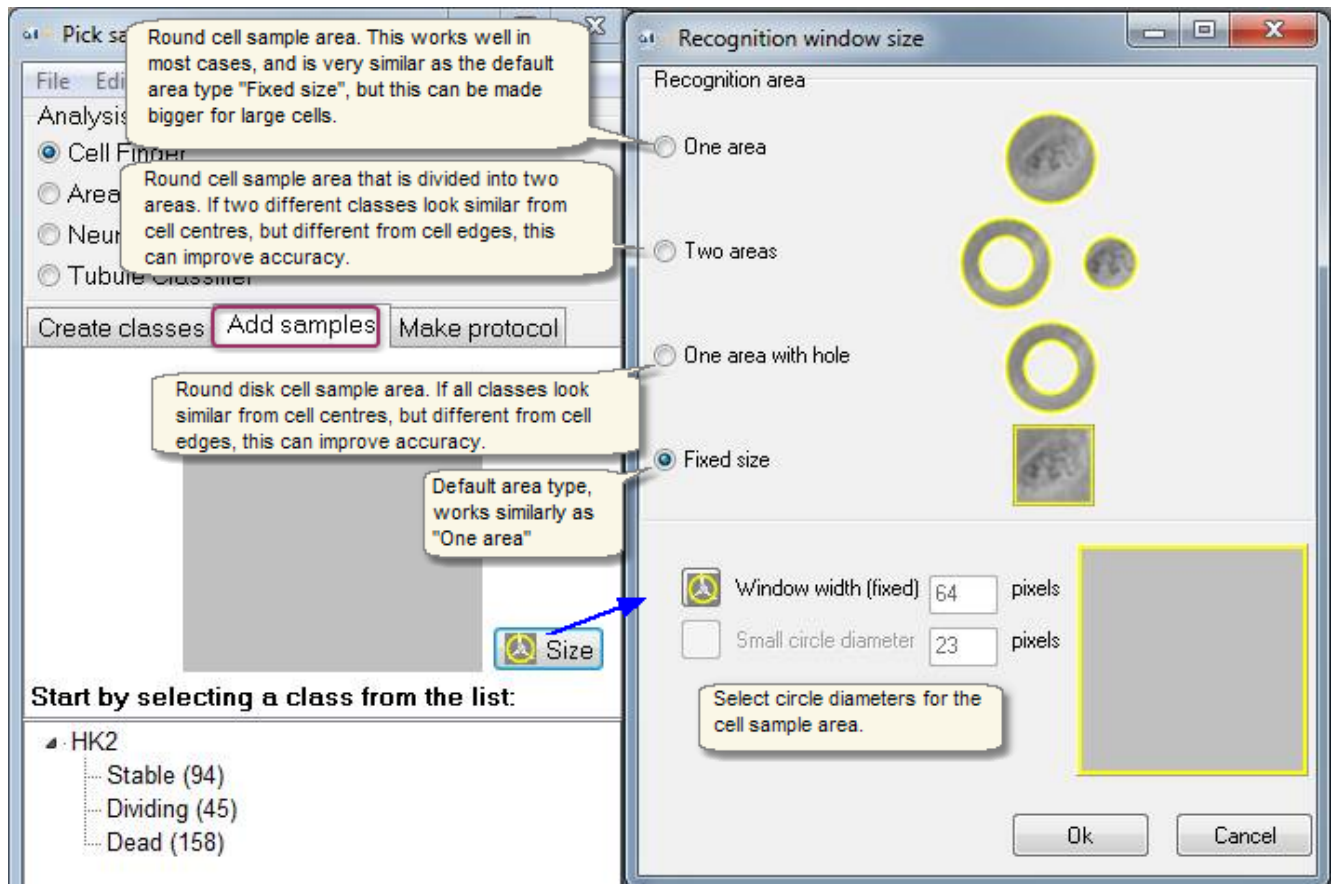 Pick sa
Round cell sample area. This works well in
most cases, and is very similar as the default
area type "Fixed size", but this can be made
bigger for large cells.
File Edi
Analysis
Cell Finder
Round cell sample area that is divided into two
areas. If two different classes look similar from
cell centres, but different from cell edges, this
can improve accuracy.
Area
Neur
Tubule Classifier
Create classes Add samples Make protocol
Round disk cell sample area. If all classes look
similar from cell centres, but different from cell
edges, this can improve accuracy.
Default area type,
works similarly as
"One area"
Size
Start by selecting a class from the list:
HK2
Stable (94)
Dividing (45)
Dead (158)
Recognition window size
Recognition area
One area
Two areas
One area with hole
Fixed size
Window width (fixed) 64 pixels
Small circle diameter 23 pixels
Select circle diameters for the
cell sample area.
Ok Cancel